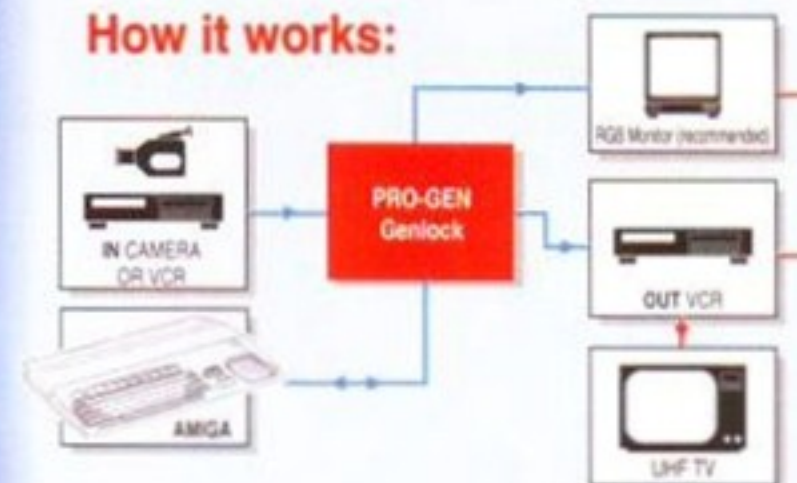 How it works:
RGB Monitor (recommended)
PRO-GEN
Genlock
IN CAMERA
OR VCR
OUT VCR
AMIGA
UHF TV